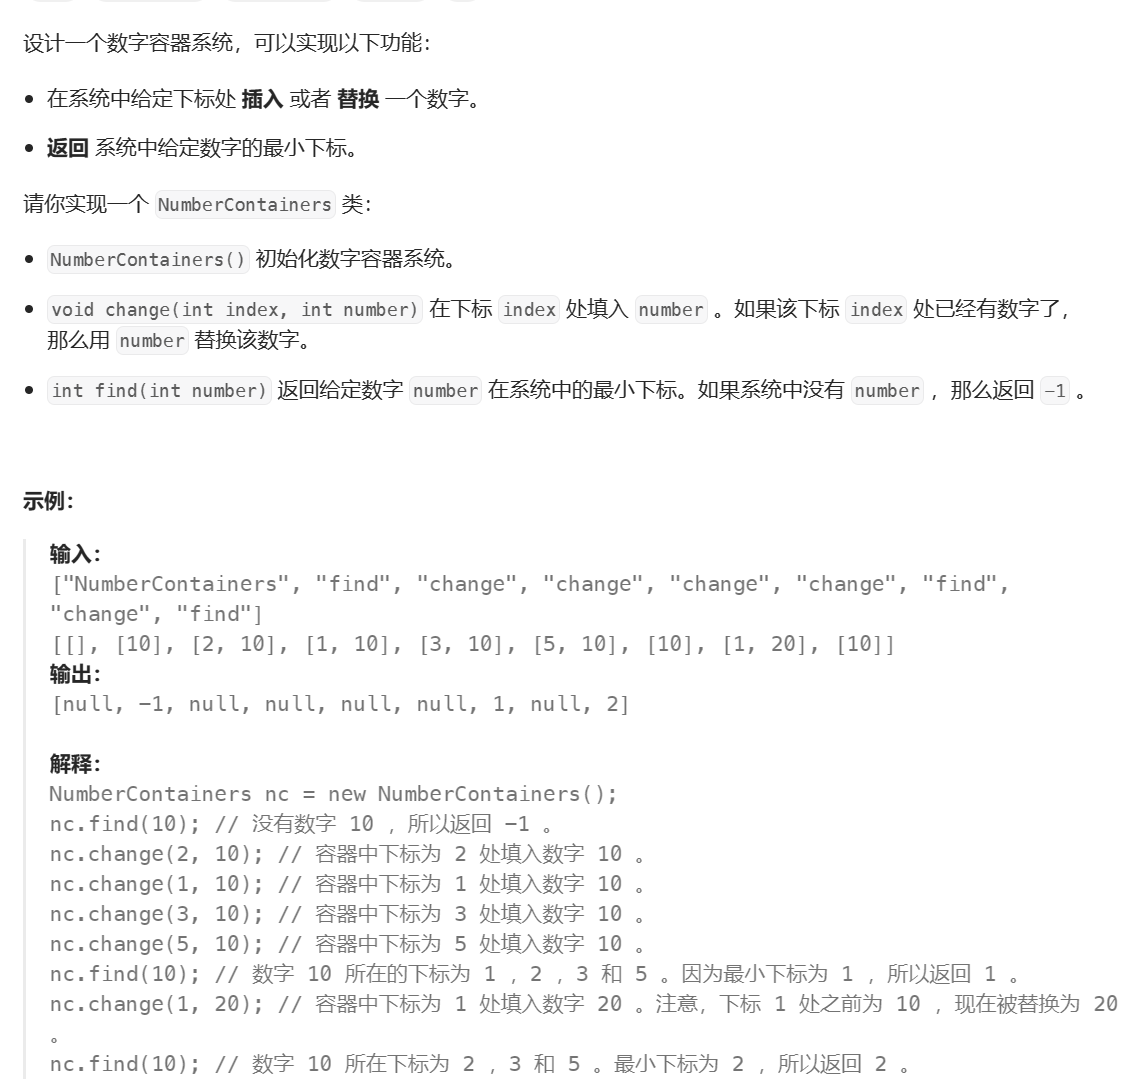 设计一个数字容器系统，可以实现以下功能：
在系统中给定下标处 插入 或者 替换 一个数字。
返回 系统中给定数字的最小下标。
请你实现一个 NumberContainers 类：
NumberContainers() 初始化数字容器系统。
void change(int index, int number) 在下标 index 处填入 number 。如果该下标 index 处已经有数字了，
那么用 number 替换该数字。
int find(int number) 返回给定数字 number 在系统中的最小下标。如果系统中没有 number ，那么返回 -1 。
示例：
输入：
["NumberContainers", "find", "change", "change", "change", "change", "find",
"change", "find"]
[[], [10], [2, 10], [1, 10], [3, 10], [5, 10], [10], [1, 20], [10]]
输出：
[null, -1, null, null, null, null, 1, null, 2]
解释：
NumberContainers nc = new NumberContainers();
nc.find(10); // 没有数字 10 ，所以返回 -1 。
nc.change(2, 10); // 容器中下标为 2 处填入数字 10 。
nc.change(1, 10); // 容器中下标为 1 处填入数字 10 。
nc.change(3, 10); // 容器中下标为 3 处填入数字 10 。
nc.change(5, 10); // 容器中下标为 5 处填入数字 10 。
nc.find(10); // 数字 10 所在的下标为 1 ，2 ，3 和 5 。因为最小下标为 1 ，所以返回 1 。
nc.change(1, 20); // 容器中下标为 1 处填入数字 20 。注意，下标 1 处之前为 10 ，现在被替换为 20
。
nc.find(10); // 数字 10 所在下标为 2 ，3 和 5 。最小下标为 2 ，所以返回 2 。